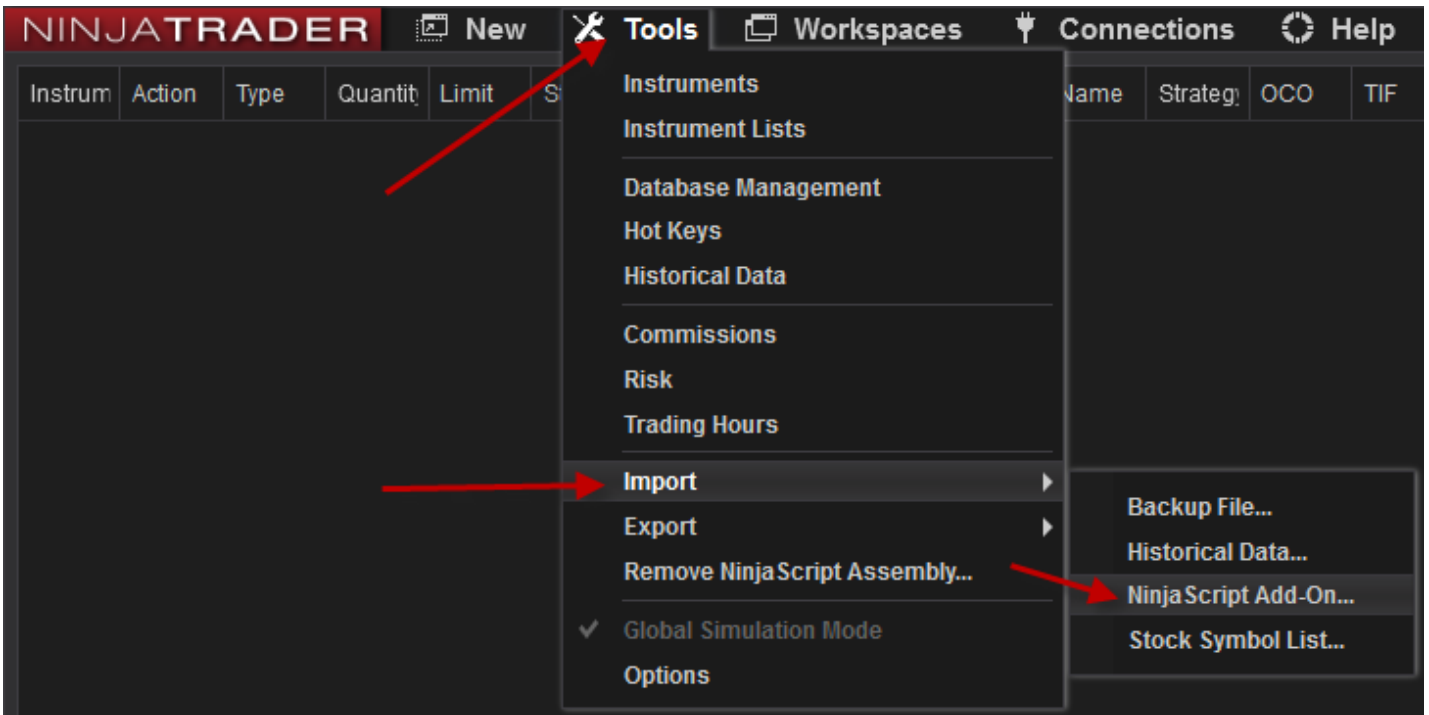 NINJATRADER New Tools Workspaces Connections Help
Instrum Action Type Quantity Limit S Name Strategy OCO TIF
Instruments
Instrument Lists
Database Management
Hot Keys
Historical Data
Commissions
Risk
Trading Hours
Import
Export
Remove NinjaScript Assembly...
Global Simulation Mode
Options
Backup File...
Historical Data...
NinjaScript Add-On...
Stock Symbol List...